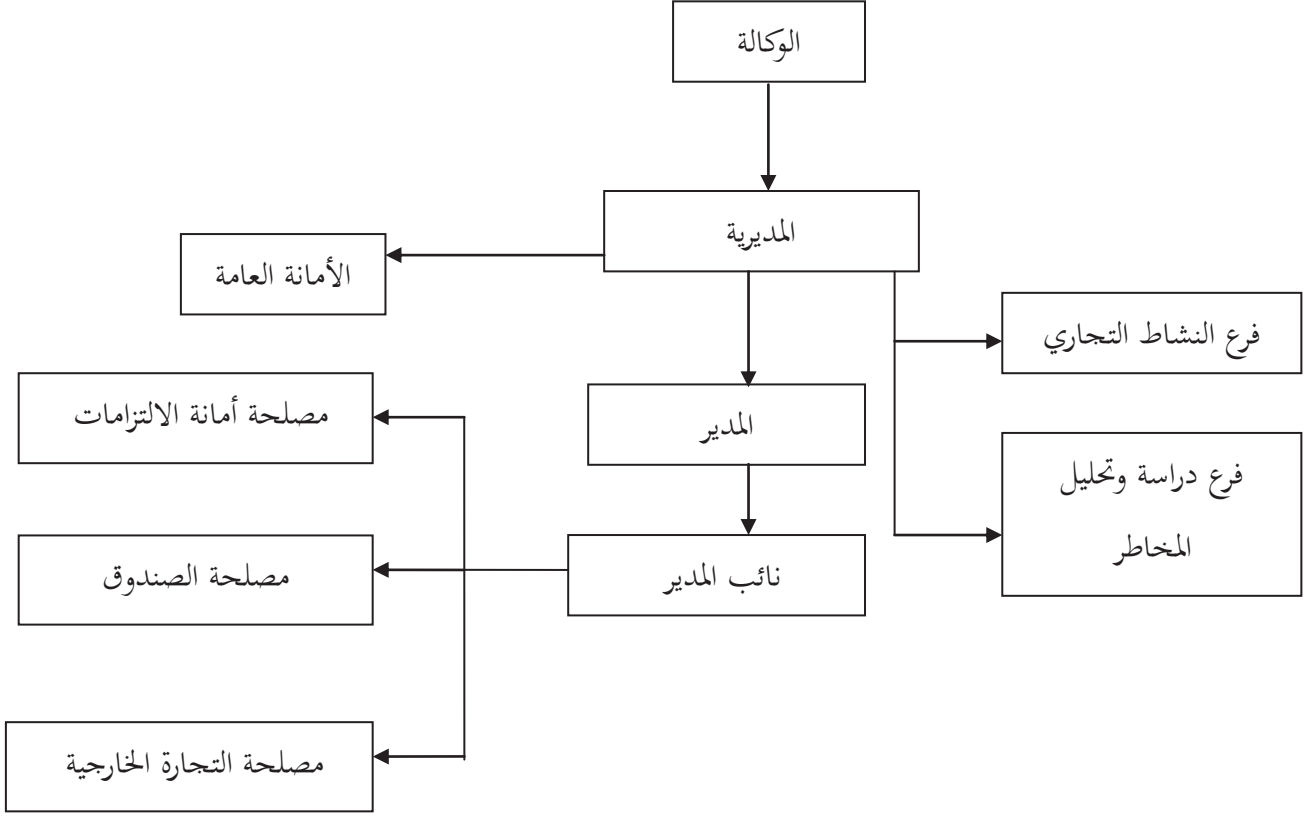 الوكالة
المديرية
الأمانة العامة
فرع النشاط التجاري
مصلحة أمانة الالتزامات
المدير
فرع دراسة وتحليل
المخاطر
مصلحة الصندوق
نائب المدير
مصلحة التجارة الخارجية